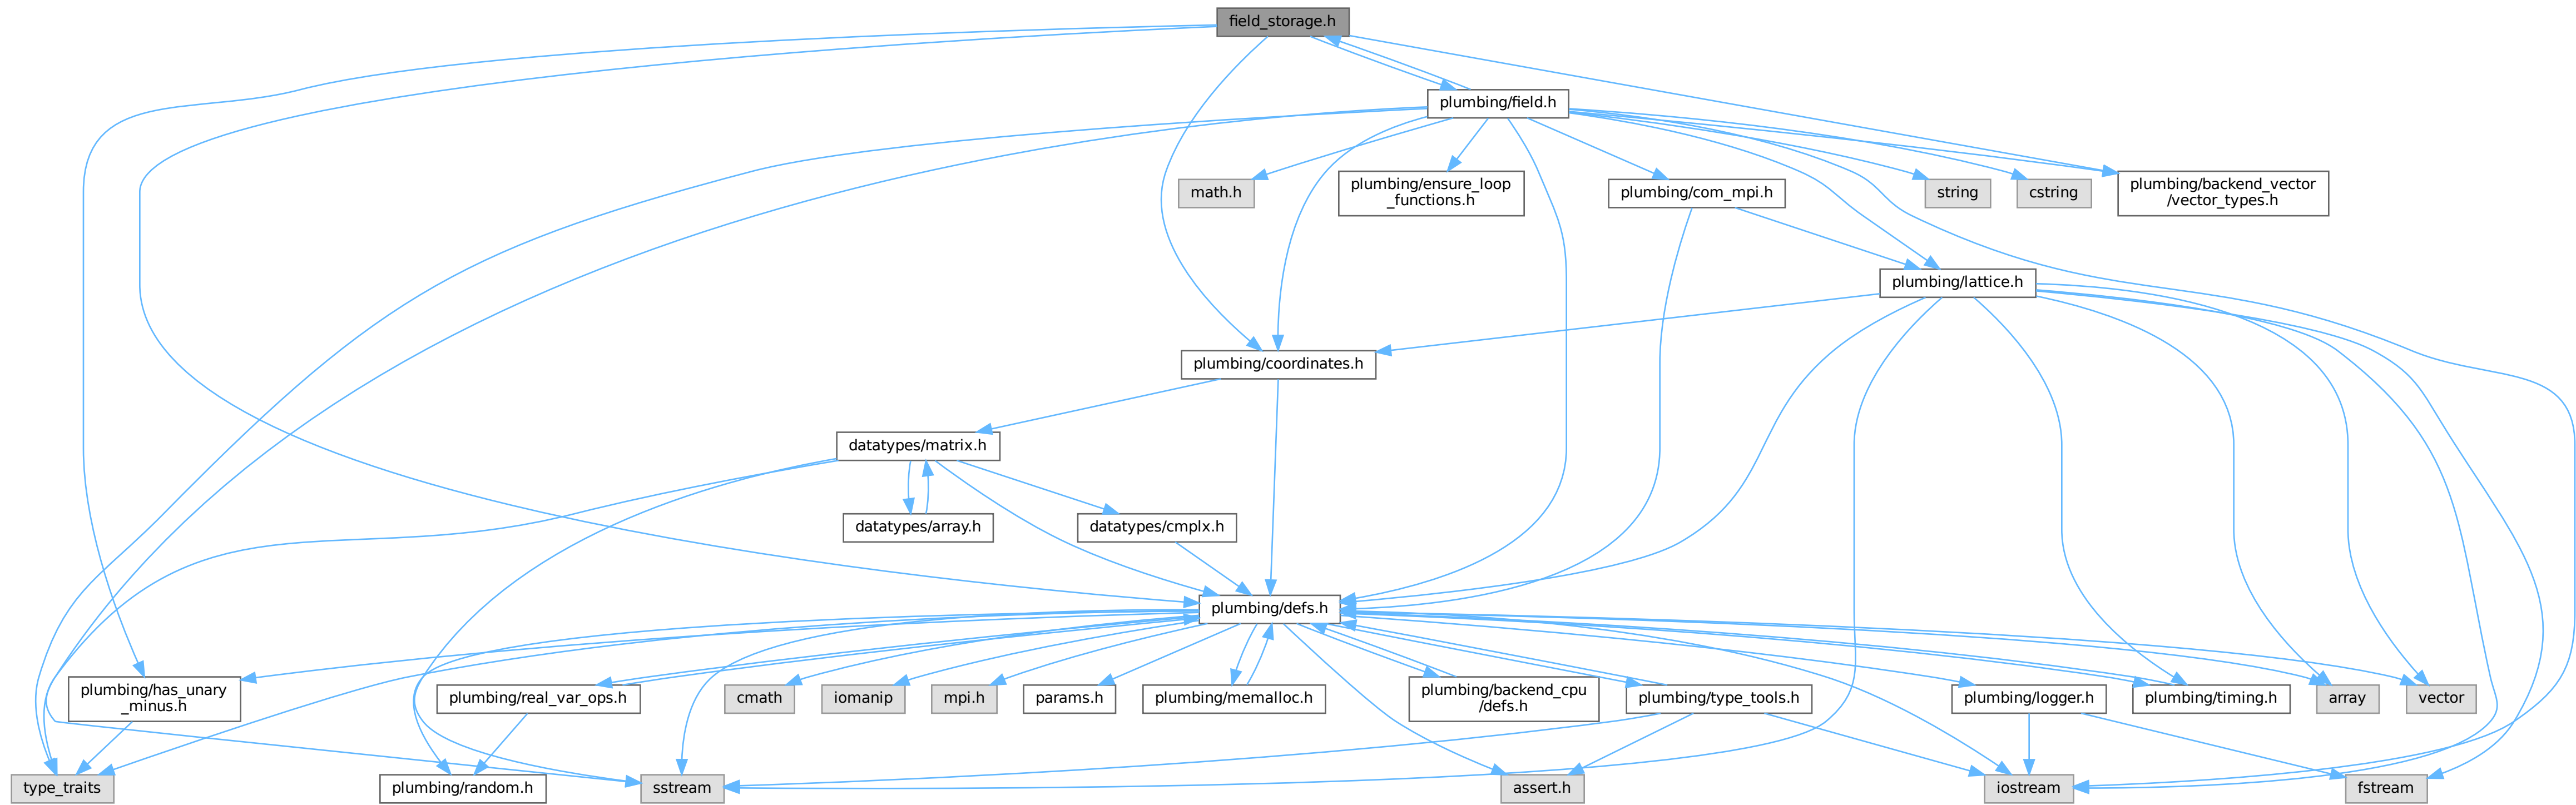 field_storage.h
plumbing/field.h
math.h
plumbing/ensure_loop
_functions.h
plumbing/com_mpi.h
string
cstring
plumbing/backend_vector
/vector_types.h
plumbing/lattice.h
plumbing/coordinates.h
datatypes/matrix.h
datatypes/array.h
datatypes/cmplx.h
plumbing/defs.h
plumbing/has_unary
_minus.h
plumbing/real_var_ops.h
cmath
iomanip
mpi.h
params.h
plumbing/memalloc.h
plumbing/backend_cpu
/defs.h
plumbing/type_tools.h
plumbing/logger.h
plumbing/timing.h
array
vector
type_traits
plumbing/random.h
sstream
assert.h
iostream
fstream